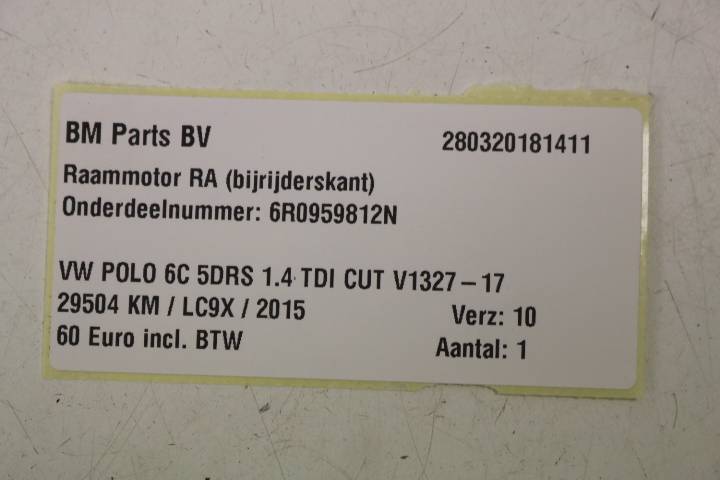 BM Parts BV 280320181411
Raammotor RA (bijrijderskant)
Onderdeelnummer: 6R0959812N
VW POLO 6C 5DRS 1.4 TDI CUT V1327 – 17
29504 KM / LC9X / 2015 Verz: 10
60 Euro incl. BTW Aantal: 1